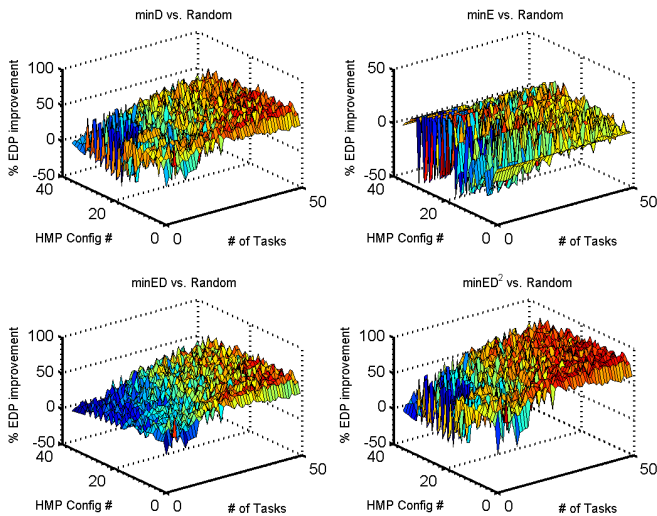 minD vs. Random
minE vs. Random
100
50
0
-50
% EDP improvement
40
20
0
HMP Config #
0
50
# of Tasks
50
0
-50
% EDP improvement
40
20
0
HMP Config #
0
50
# of Tasks
minED vs. Random
minED² vs. Random
100
50
0
-50
% EDP improvement
40
20
0
HMP Config #
0
50
# of Tasks
100
50
0
-50
% EDP improvement
40
20
0
HMP Config #
0
50
# of Tasks